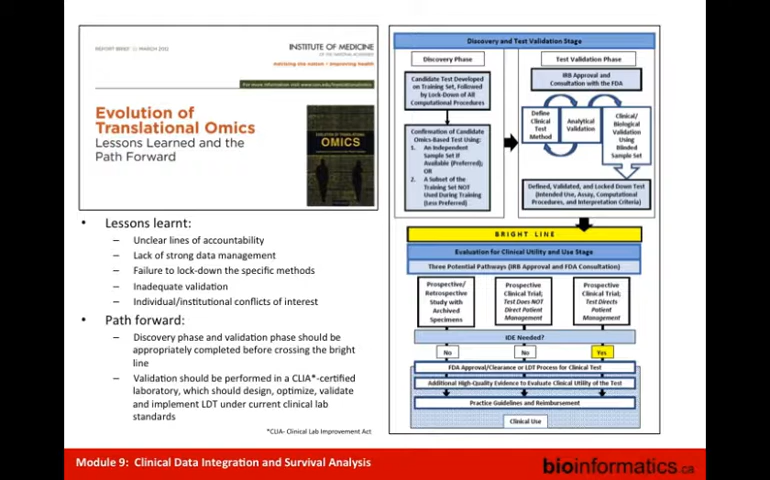 REPORT BRIEF MARCH 2012
INSTITUTE OF MEDICINE
OF THE NATIONAL ACADEMIES
Advising the nation • Improving health
For more information visit www.iom.edu/translationalomics
Evolution of
Translational Omics
Lessons Learned and the
Path Forward
EVOLUTION OF TRANSLATIONAL
OMICS
• Lessons learnt:
– Unclear lines of accountability
– Lack of strong data management
– Failure to lock-down the specific methods
– Inadequate validation
– Individual/institutional conflicts of interest
• Path forward:
– Discovery phase and validation phase should be
appropriately completed before crossing the bright
line
– Validation should be performed in a CLIA*-certified
laboratory, which should design, optimize, validate
and implement LDT under current clinical lab
standards
*CLIA- Clinical Lab Improvement Act
Discovery and Test Validation Stage
Discovery Phase
Candidate Test Developed
on Training Set, Followed
by Lock-Down of All
Computational Procedures
Confirmation of Candidate
Omics-Based Test Using:
1. An Independent
Sample Set if
Available (Preferred);
OR
2. A Subset of the
Training Set NOT
Used During Training
(Less Preferred)
Test Validation Phase
IRB Approval and
Consultation with the FDA
Define
Clinical
Test
Method
Analytical
Validation
Clinical/
Biological
Validation
Using
Blinded
Sample Set
Defined, Validated, and Locked Down Test
(Intended Use, Assay, Computational
Procedures, and Interpretation Criteria)
BRIGHT LINE
Evaluation for Clinical Utility and Use Stage
Three Potential Pathways (IRB Approval and FDA Consultation)
Prospective/
Retrospective
Study with
Archived
Specimens
Prospective
Clinical Trial;
Test Does NOT
Direct Patient
Management
Prospective
Clinical Trial;
Test Directs
Patient
Management
IDE Needed?
No
No
Yes
FDA Approval/Clearance or LDT Process for Clinical Test
Additional High-Quality Evidence to Evaluate Clinical Utility of the Test
Practice Guidelines and Reimbursement
Clinical Use
Module 9: Clinical Data Integration and Survival Analysis
bioinformatics.ca